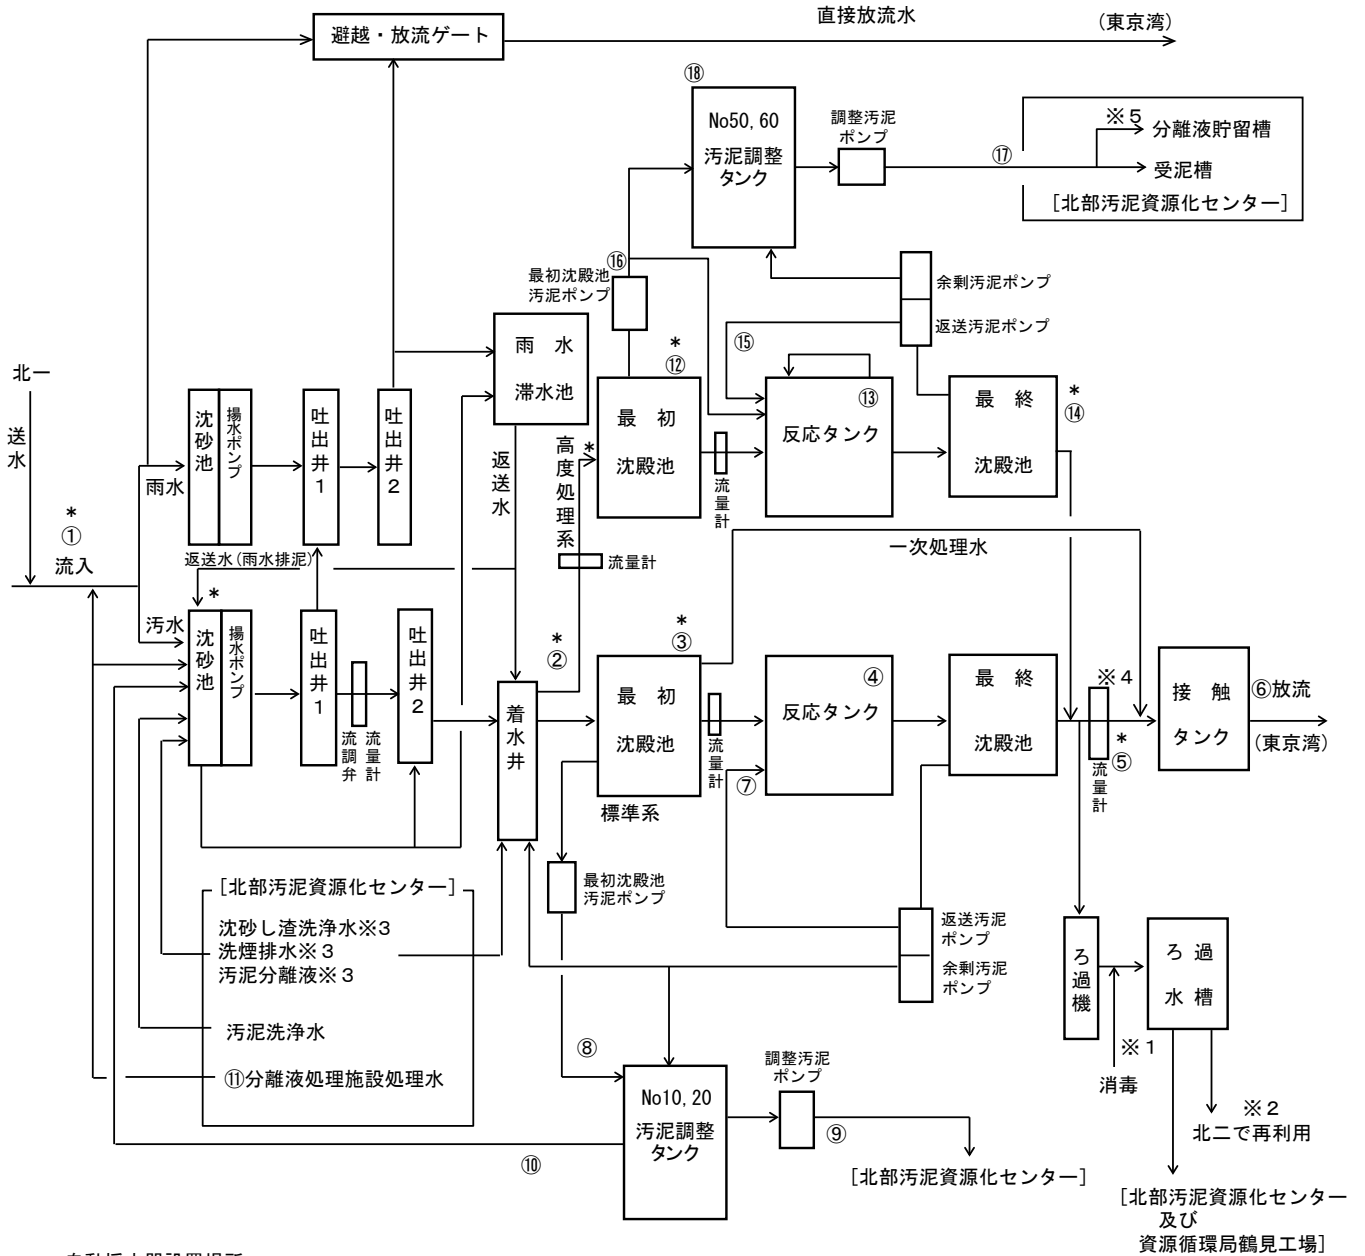 直接放流水
(東京湾)
避越・放流ゲート
⑱
No50,60
汚泥調整
タンク
調整汚泥
ポンプ
⑰
※5
分離液貯留槽
受泥槽
[北部汚泥資源化センター]
⑯
最初沈殿池
汚泥ポンプ
余剰汚泥ポンプ
返送汚泥ポンプ
⑮
雨 水
滞水池
*
⑫
最 初
沈殿池
⑬
反応タンク
最 終
沈殿池
*
⑭
北一
送水
沈砂池
揚水ポンプ
吐出井1
吐出井2
雨水
返送水
高度処理系
*
流量計
*
①
流入
返送水(雨水排泥)
*
流量計
一次処理水
汚水
沈砂池
揚水ポンプ
吐出井1
流調弁
流量計
吐出井2
着水井
*
②
*
③
最 初
沈殿池
標準系
流量計
④
反応タンク
⑦
最 終
沈殿池
※4
*
⑤
流量計
接 触
タンク
⑥放流
(東京湾)
最初沈殿池
汚泥ポンプ
[北部汚泥資源化センター]
沈砂し渣洗浄水※3
洗煙排水※3
汚泥分離液※3
汚泥洗浄水
⑪分離液処理施設処理水
返送汚泥
ポンプ
余剰汚泥
ポンプ
ろ過機
ろ 過
水 槽
※1
消毒
⑧
No10,20
汚泥調整
タンク
調整汚泥
ポンプ
⑨
⑩
[北部汚泥資源化センター]
※2
北二で再利用
[北部汚泥資源化センター
及び
資源循環局鶴見工場]